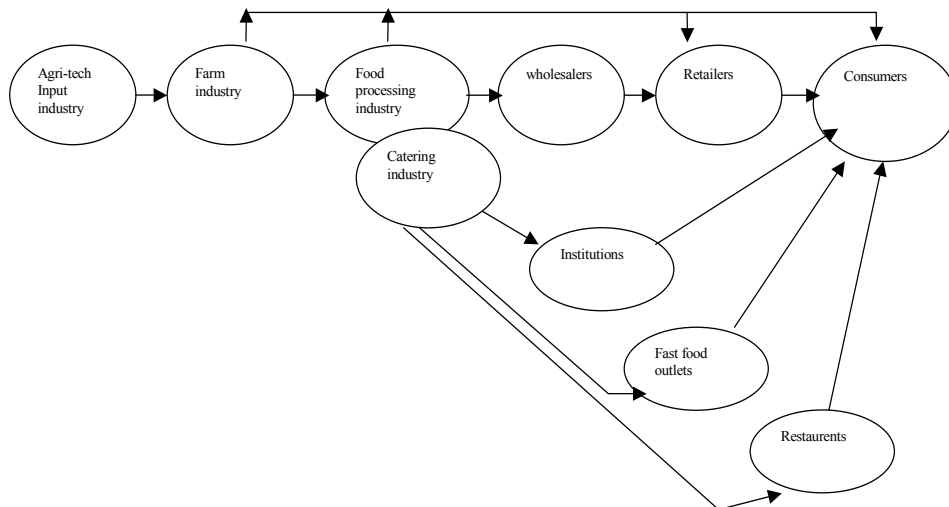 Agri-tech
Input
industry
Farm
industry
Food
processing
industry
wholesalers
Retailers
Consumers
Catering
industry
Institutions
Fast food
outlets
Restaurents